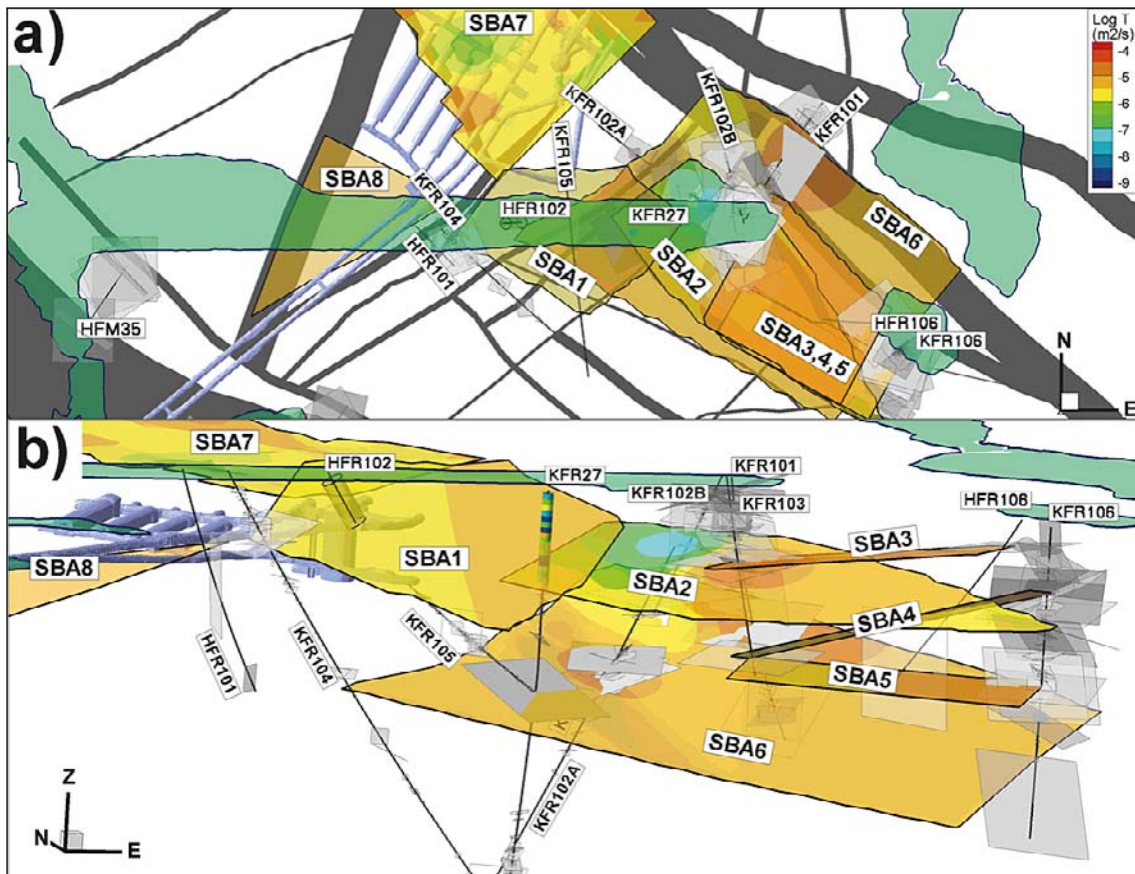 a)
SBA7
Log T
(m2/s)
-4
-5
-6
-7
-8
-9
KFR102A
KFR102B
KFR101
KFR105
SBA8
KFR104
HFR102
KFR27
SBA6
HFR101
SBA1
SBA2
HFM35
SBA3,4,5
HFR106
KFR106
N
E
b)
SBA7
HFR102
KFR27
KFR101
KFR102B
KFR103
HFR106
KFR106
SBA3
SBA8
SBA1
SBA2
SBA4
HFR101
KFR104
KFR105
SBA5
SBA6
KFR102A
Z
N
E